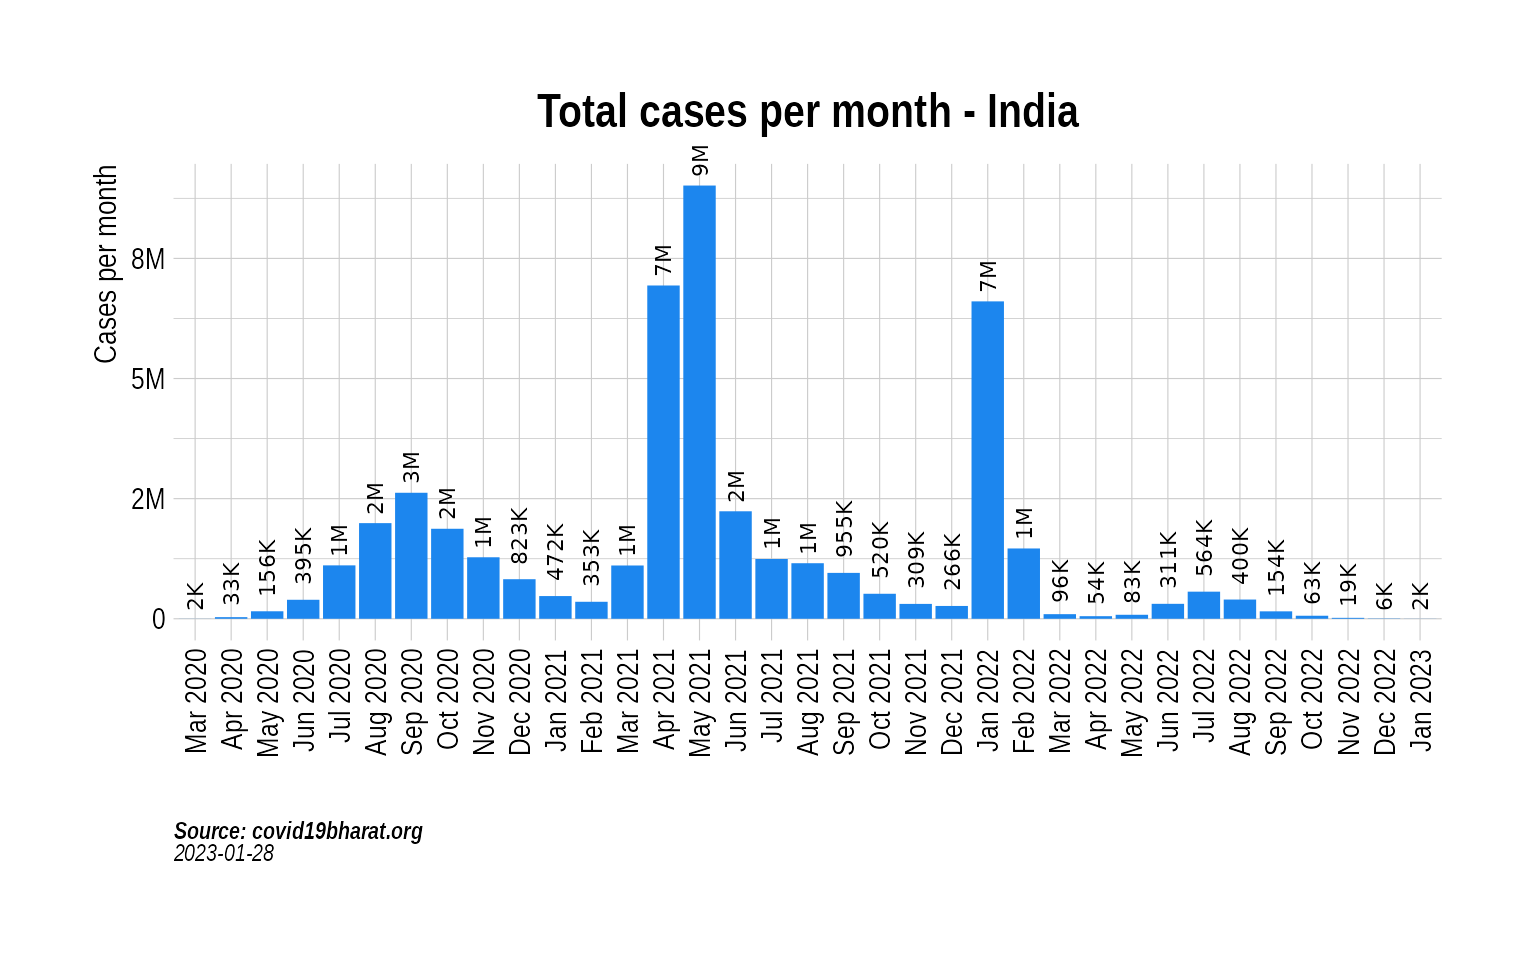 Total cases per month - India
Cases per month
8M
5M
2M
0
2K
33K
156K
395K
1M
2M
3M
2M
1M
823K
472K
353K
1M
7M
9M
2M
1M
1M
955K
520K
309K
266K
7M
1M
96K
54K
83K
311K
564K
400K
154K
63K
19K
6K
2K
Mar 2020
Apr 2020
May 2020
Jun 2020
Jul 2020
Aug 2020
Sep 2020
Oct 2020
Nov 2020
Dec 2020
Jan 2021
Feb 2021
Mar 2021
Apr 2021
May 2021
Jun 2021
Jul 2021
Aug 2021
Sep 2021
Oct 2021
Nov 2021
Dec 2021
Jan 2022
Feb 2022
Mar 2022
Apr 2022
May 2022
Jun 2022
Jul 2022
Aug 2022
Sep 2022
Oct 2022
Nov 2022
Dec 2022
Jan 2023
Source: covid19bharat.org
2023-01-28